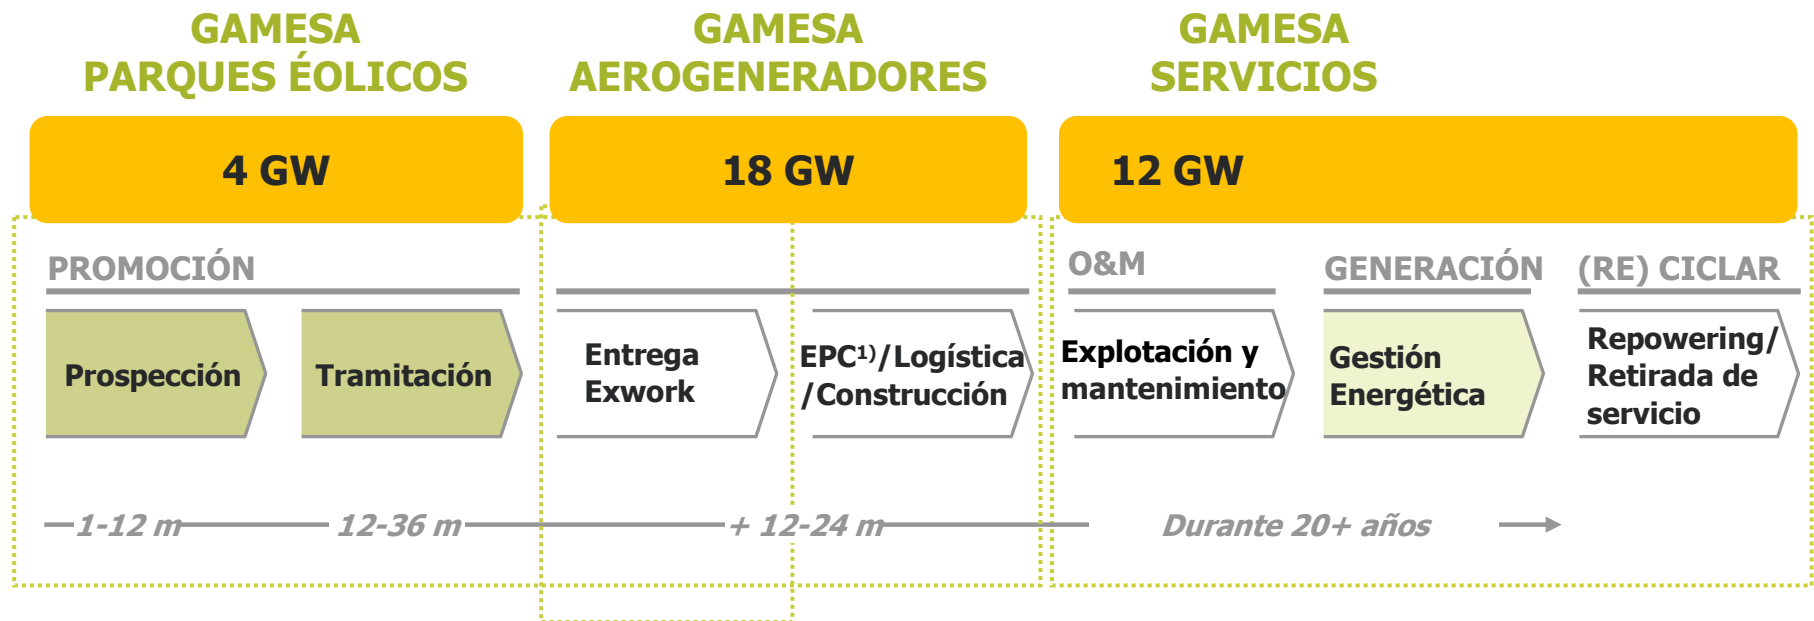 GAMESA
PARQUES ÉOLICOS
GAMESA
AEROGENERADORES
GAMESA
SERVICIOS
4 GW
18 GW
12 GW
PROMOCIÓN
O&M
GENERACIÓN
(RE) CICLAR
Prospección
Tramitación
Entrega
Exwork
EPC¹⁾/Logística
/Construcción
Explotación y
mantenimiento
Gestión
Energética
Repowering/
Retirada de
servicio
1-12 m
12-36 m
+ 12-24 m
Durante 20+ años